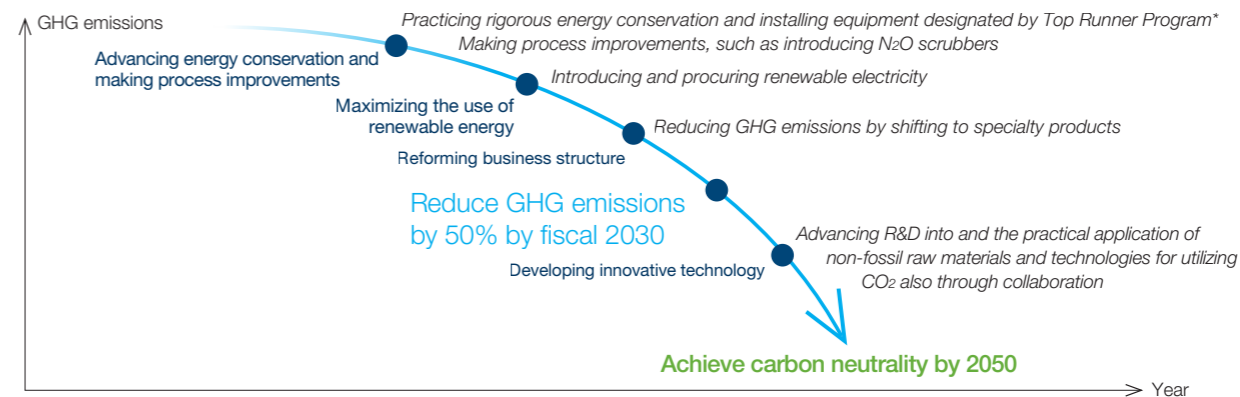 GHG emissions
Practicing rigorous energy conservation and installing equipment designated by Top Runner Program*
Making process improvements, such as introducing N2O scrubbers
Advancing energy conservation and
making process improvements
Introducing and procuring renewable electricity
Maximizing the use of
renewable energy
Reducing GHG emissions by shifting to specialty products
Reforming business structure
Reduce GHG emissions
by 50% by fiscal 2030
Advancing R&D into and the practical application of
non-fossil raw materials and technologies for utilizing
CO2 also through collaboration
Developing innovative technology
Achieve carbon neutrality by 2050
Year